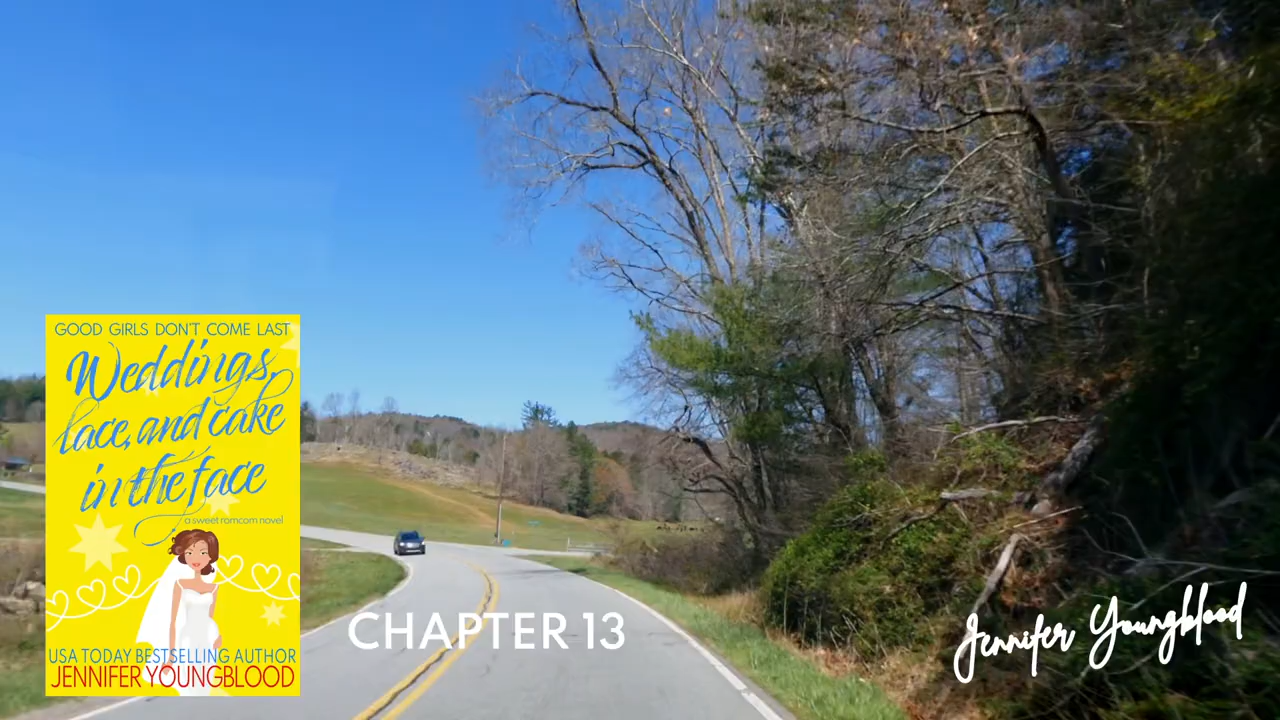 GOOD GIRLS DON'T COME LAST
Weddings,
lace, and cake
in the face
a sweet romcom novel
USA TODAY BESTSELLING AUTHOR
JENNIFER YOUNGBLOOD
CHAPTER 13
Jennifer Youngblood